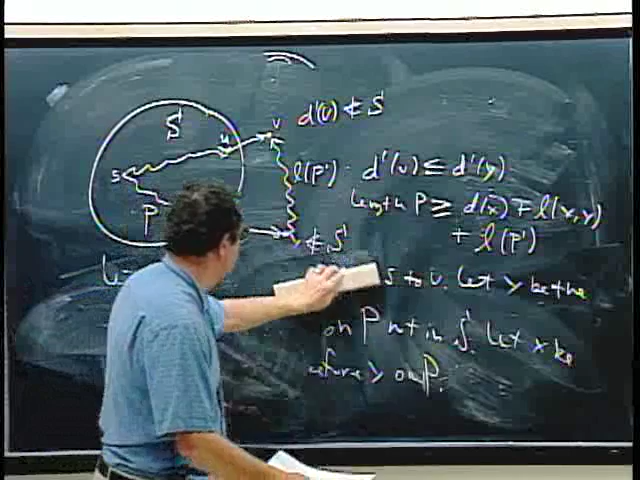 S
s
u
v
P
d'(v) ∉ S
l(P') · d'(v) ≤ d'(y)
length P ≥ d(x) + l(x,y)
+ l(P')
∉ S
s to v. Let y be the
on P not in S. Let x be
before y on P.